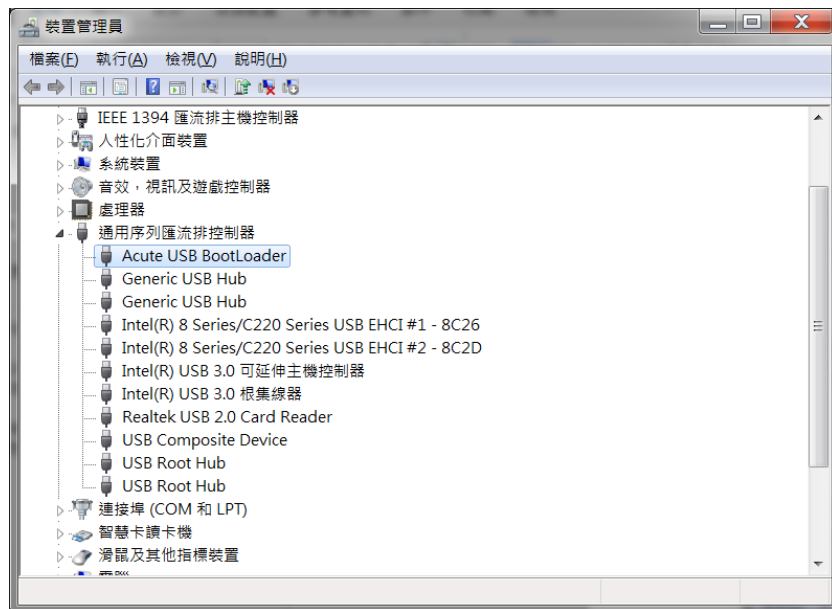 裝置管理員
檔案(F) 執行(A) 檢視(V) 說明(H)
IEEE 1394 匯流排主機控制器
人性化介面裝置
系統裝置
音效，視訊及遊戲控制器
處理器
通用序列匯流排控制器
Acute USB BootLoader
Generic USB Hub
Generic USB Hub
Intel(R) 8 Series/C220 Series USB EHCI #1 - 8C26
Intel(R) 8 Series/C220 Series USB EHCI #2 - 8C2D
Intel(R) USB 3.0 可延伸主機控制器
Intel(R) USB 3.0 根集線器
Realtek USB 2.0 Card Reader
USB Composite Device
USB Root Hub
USB Root Hub
連接埠 (COM 和 LPT)
智慧卡讀卡機
滑鼠及其他指標裝置